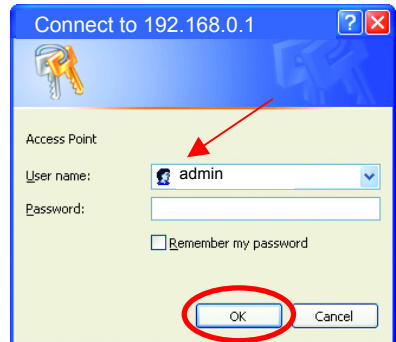 Connect to 192.168.0.1
Access Point
User name: admin
Password:
Remember my password
OK Cancel